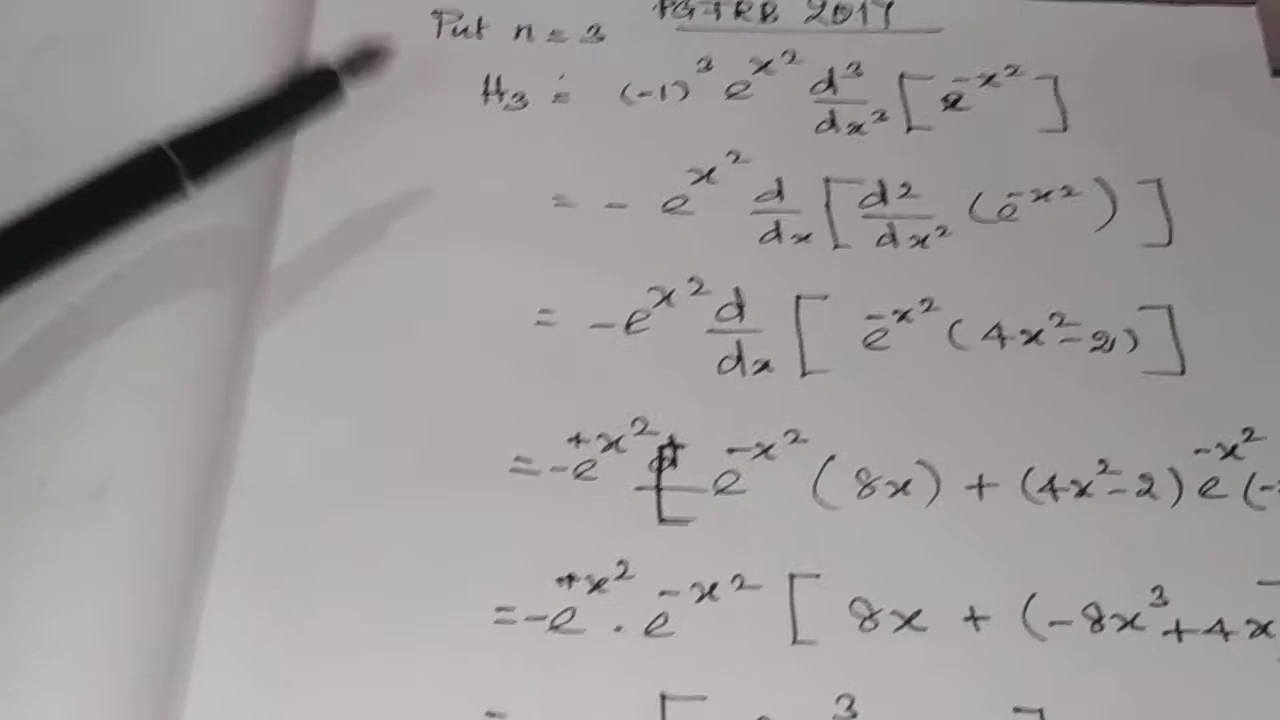 Put n = 3 PGTRB 2017
H₃ = (-1)³ e^{x²} d³/dx³ [e^{-x²}]
= - e^{x²} d/dx [d²/dx² (e^{-x²})]
= - e^{x²} d/dx [e^{-x²} (4x²-2)]
= - e^{+x²} [e^{-x²} (8x) + (4x²-2) e^{-x²} (-
= - e^{+x²} . e^{-x²} [8x + (-8x³ + 4x